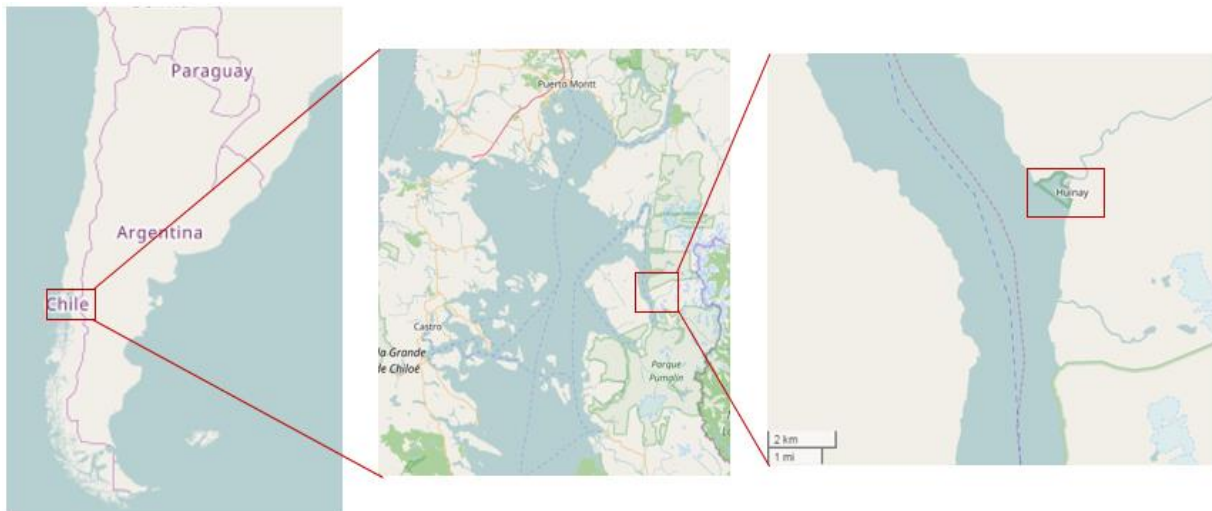 Paraguay
Argentina
Chile
Puerto Montt
Castro
la Grande
de Chiloé
Parque
Pumalín
Huinay
2 km
1 mi